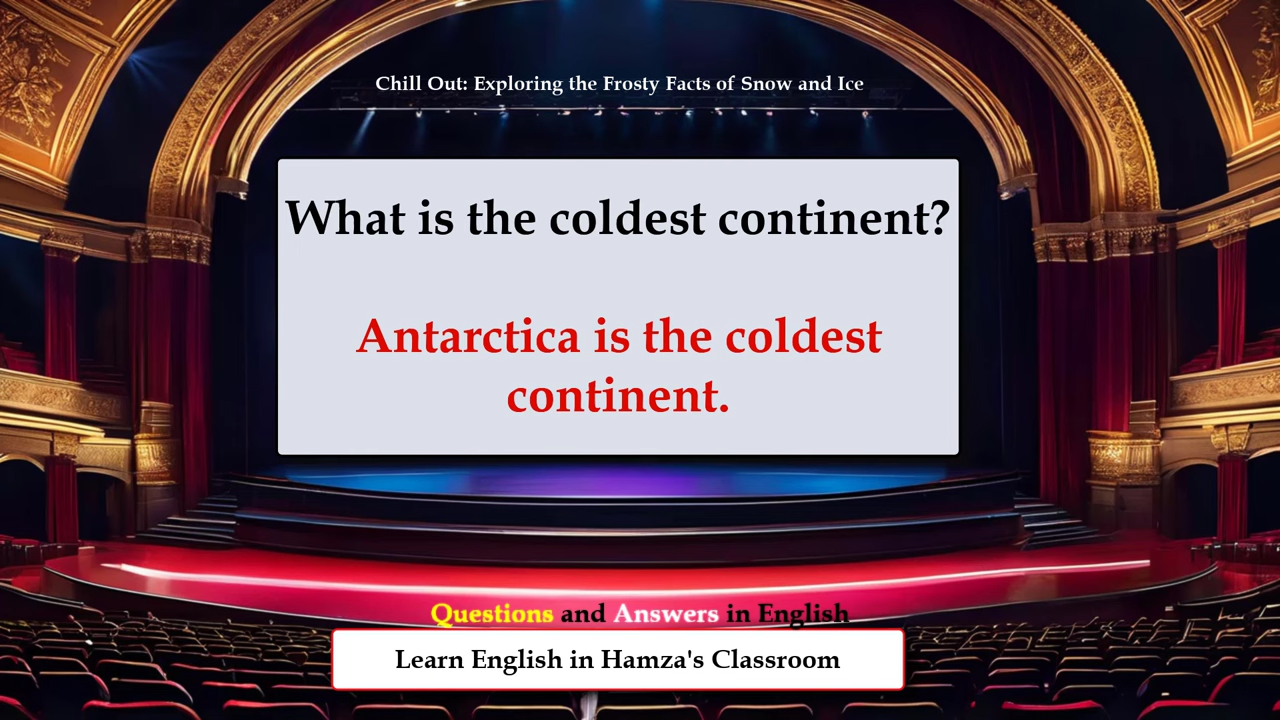 Chill Out: Exploring the Frosty Facts of Snow and Ice
What is the coldest continent?
Antarctica is the coldest
continent.
Questions and Answers in English
Learn English in Hamza's Classroom